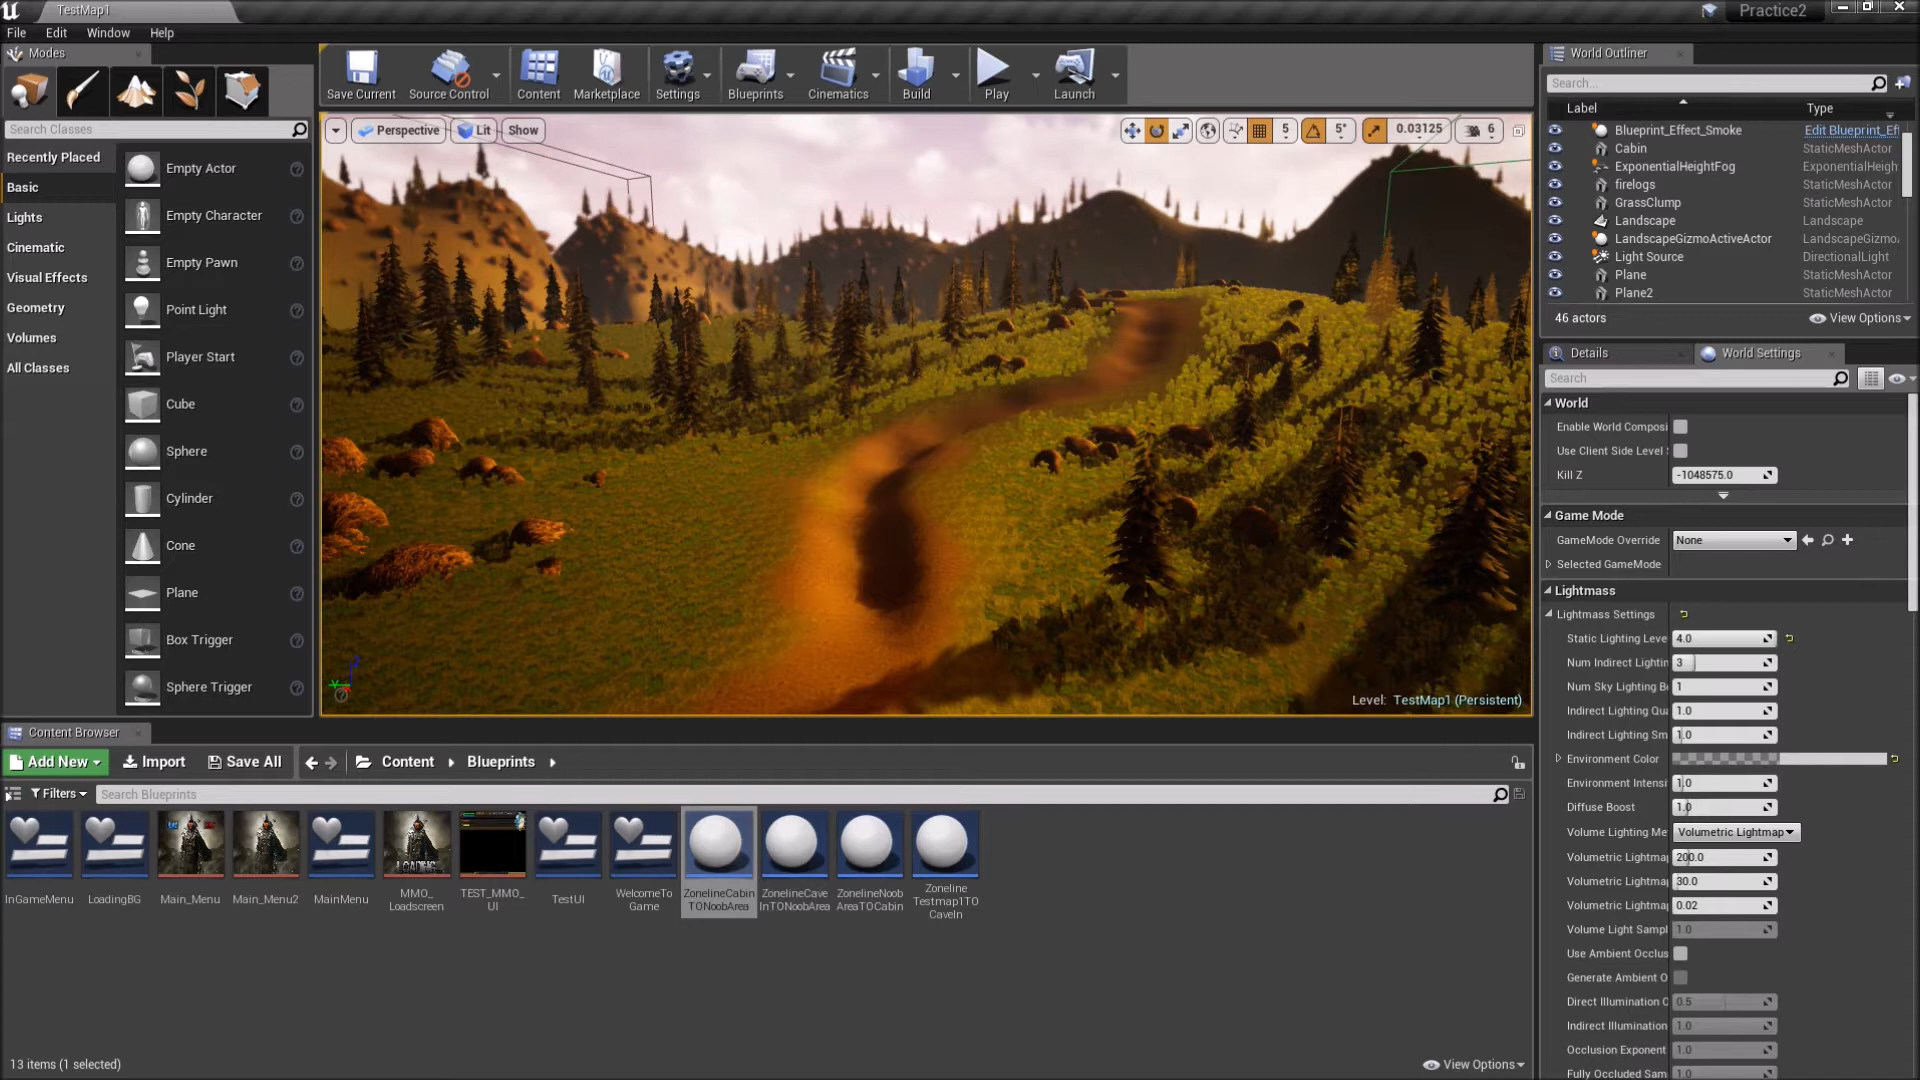 TestMap1
Practice2
File Edit Window Help
Modes
Save Current
Source Control
Content
Marketplace
Settings
Blueprints
Cinematics
Build
Play
Launch
World Outliner
Search...
Label Type
Blueprint_Effect_Smoke Edit Blueprint_Eff
Cabin StaticMeshActor
ExponentialHeightFog ExponentialHeigh
firelogs StaticMeshActor
GrassClump StaticMeshActor
Landscape Landscape
LandscapeGizmoActiveActor LandscapeGizmo
Light Source DirectionalLight
Plane StaticMeshActor
Plane2 StaticMeshActor
46 actors View Options
Search Classes
Recently Placed
Basic
Lights
Cinematic
Visual Effects
Geometry
Volumes
All Classes
Empty Actor
Empty Character
Empty Pawn
Point Light
Player Start
Cube
Sphere
Cylinder
Cone
Plane
Box Trigger
Sphere Trigger
Perspective Lit Show
5 5° 0.03125 6
Level: TestMap1 (Persistent)
Details World Settings
Search
World
Enable World Composi
Use Client Side Level
Kill Z -1048575.0
Game Mode
GameMode Override None
Selected GameMode
Lightmass
Lightmass Settings
Static Lighting Leve 4.0
Num Indirect Lightin 3
Num Sky Lighting B 1
Indirect Lighting Qua 1.0
Indirect Lighting Sm 1.0
Environment Color
Environment Intensi 1.0
Diffuse Boost 1.0
Volume Lighting Me Volumetric Lightmap
Volumetric Lightma 200.0
Volumetric Lightma 30.0
Volumetric Lightma 0.02
Volume Light Sampl 1.0
Use Ambient Occlus
Generate Ambient O
Direct Illumination O 0.5
Indirect Illumination 1.0
Occlusion Exponent 1.0
Fully Occluded Sam 1.0
Content Browser
Add New Import Save All Content Blueprints
Filters Search Blueprints
InGameMenu
LoadingBG
Main_Menu
Main_Menu2
MainMenu
LOADING
MMO_
Loadscreen
TEST_MMO_
UI
TestUI
WelcomeTo
Game
ZonelineCabin
TONoobArea
ZonelineCave
InTONoobArea
ZonelineNoob
AreaTOCabin
Zoneline
Testmap1TO
CaveIn
13 items (1 selected) View Options